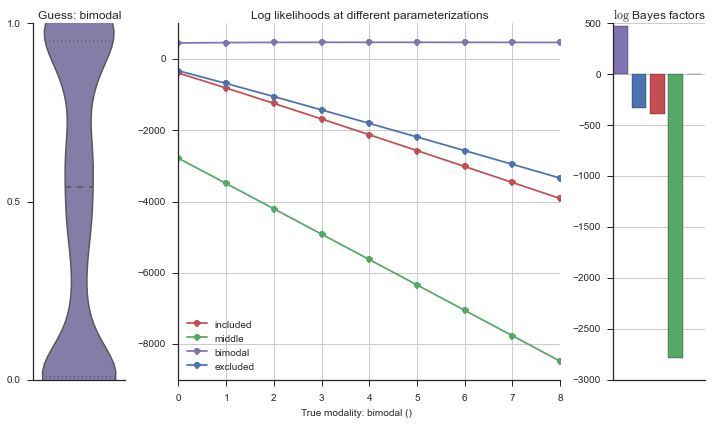 Guess: bimodal
1.0
0.5
0.0
Log likelihoods at different parameterizations
0
−2000
−4000
−6000
−8000
included
middle
bimodal
excluded
0 1 2 3 4 5 6 7 8
True modality: bimodal ()
log Bayes factors
500
0
−500
−1000
−1500
−2000
−2500
−3000